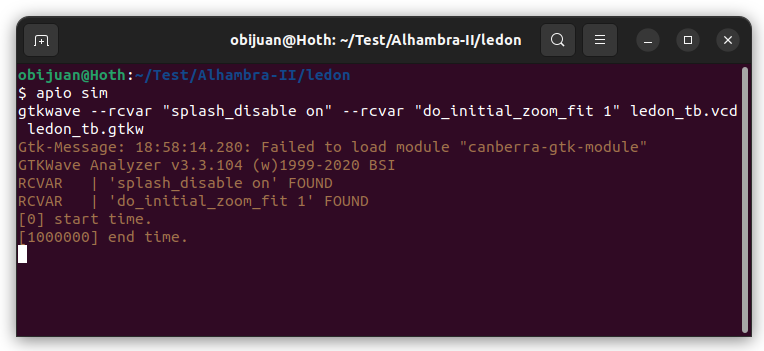 obijuan@Hoth: ~/Test/Alhambra-II/ledon
obijuan@Hoth:~/Test/Alhambra-II/ledon
$ apio sim
gtkwave --rcvar "splash_disable on" --rcvar "do_initial_zoom_fit 1" ledon_tb.vcd
 ledon_tb.gtkw
Gtk-Message: 18:58:14.280: Failed to load module "canberra-gtk-module"
GTKWave Analyzer v3.3.104 (w)1999-2020 BSI
RCVAR   | 'splash_disable on' FOUND
RCVAR   | 'do_initial_zoom_fit 1' FOUND
[0] start time.
[1000000] end time.